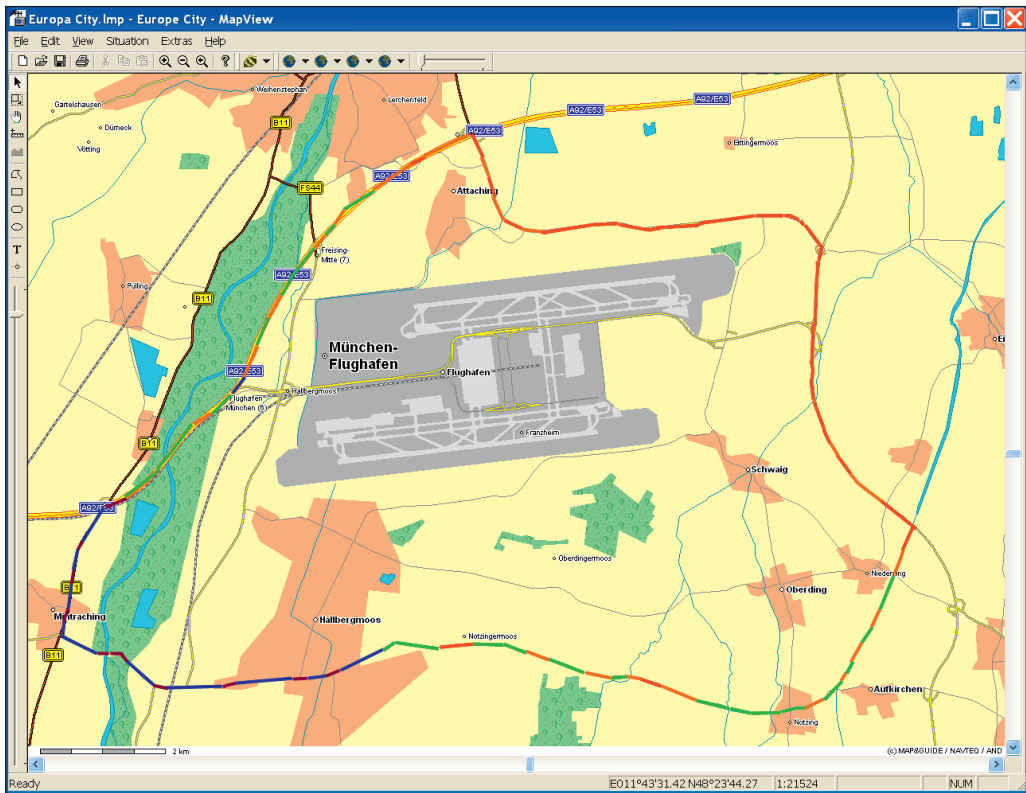 Europa City.lmp - Europe City - MapView
File Edit View Situation Extras Help
Weihenstephan
Gartelshausen
Lerchenfeld
A92/E53
A92/E53
B11
Dürneck
A92/E53
Vötting
Eittingermoos
A92/E53
FS44
Attaching
Freising-
Mitte (7)
A92/E53
Pulling
B11
München-
Flughafen
A92/E53
Flughafen
Hallbergmoos
Flughafen
München (6)
Franzheim
B11
Schwaig
A92/E53
Oberdingermoos
B11
Oberding
Mintraching
Hallbergmoos
Notzingermoos
B11
Aufkirchen
Notzing
2 km
(c) MAP&GUIDE / NAVTEQ / AND
Ready E011°43'31.42 N48°23'44.27 1:21524 NUM